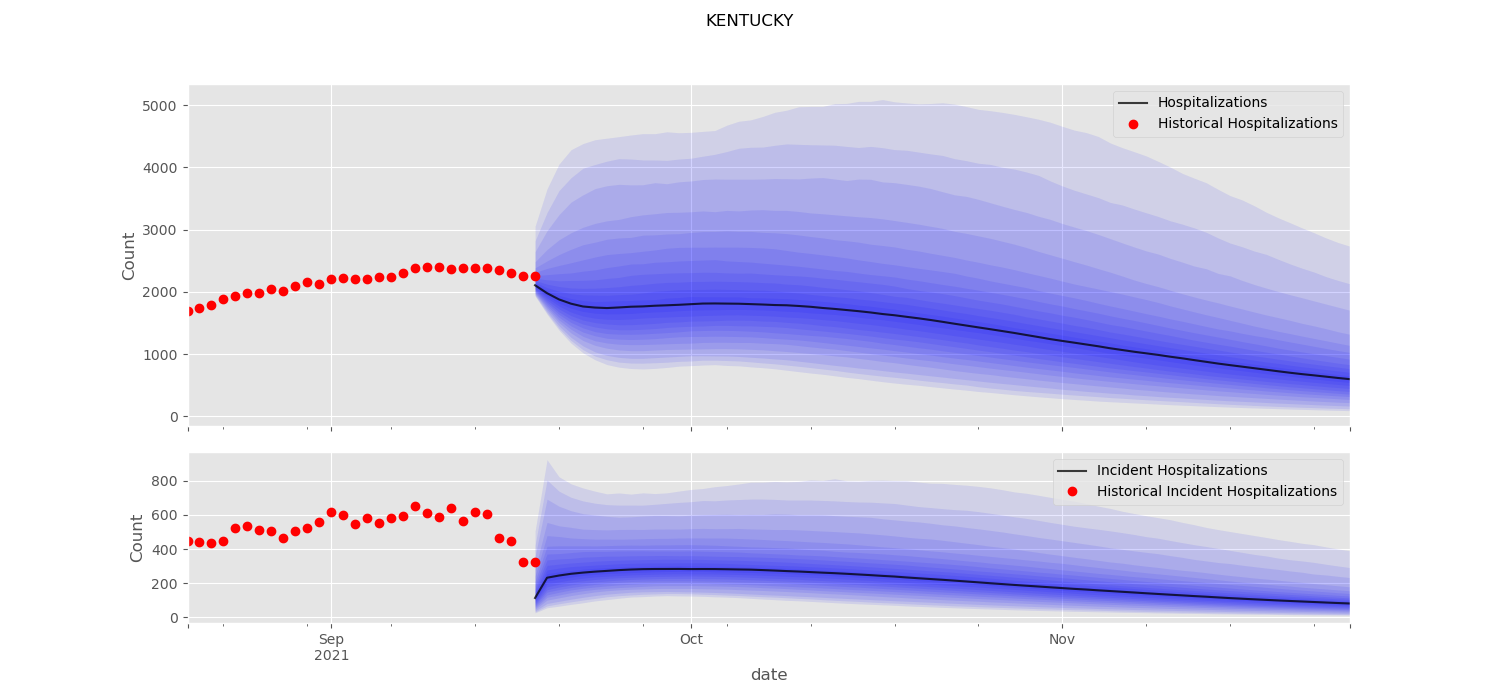 KENTUCKY
5000
4000
3000
2000
1000
0
Count
Hospitalizations
Historical Hospitalizations
800
600
400
200
0
Count
Incident Hospitalizations
Historical Incident Hospitalizations
Sep
2021
Oct
Nov
date